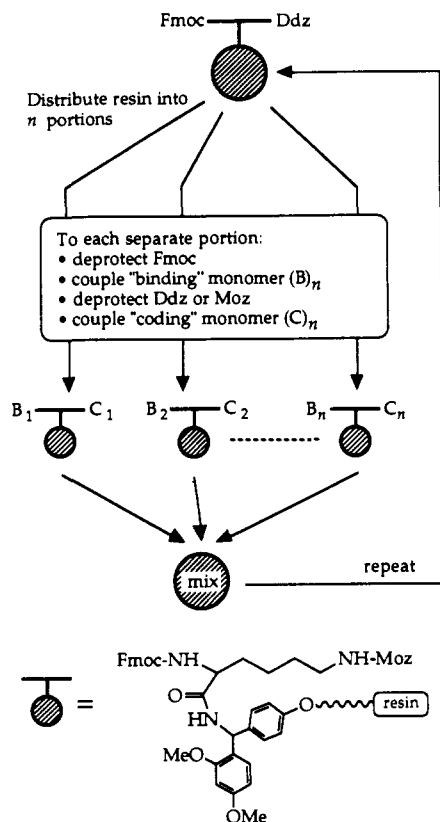 Fmoc Ddz
Distribute resin into
n portions
To each separate portion:
• deprotect Fmoc
• couple "binding" monomer (B)n
• deprotect Ddz or Moz
• couple "coding" monomer (C)n
B1 C1 B2 C2 Bn Cn
mix
repeat
Fmoc-NH NH-Moz
O
NH
O
resin
=
MeO
OMe